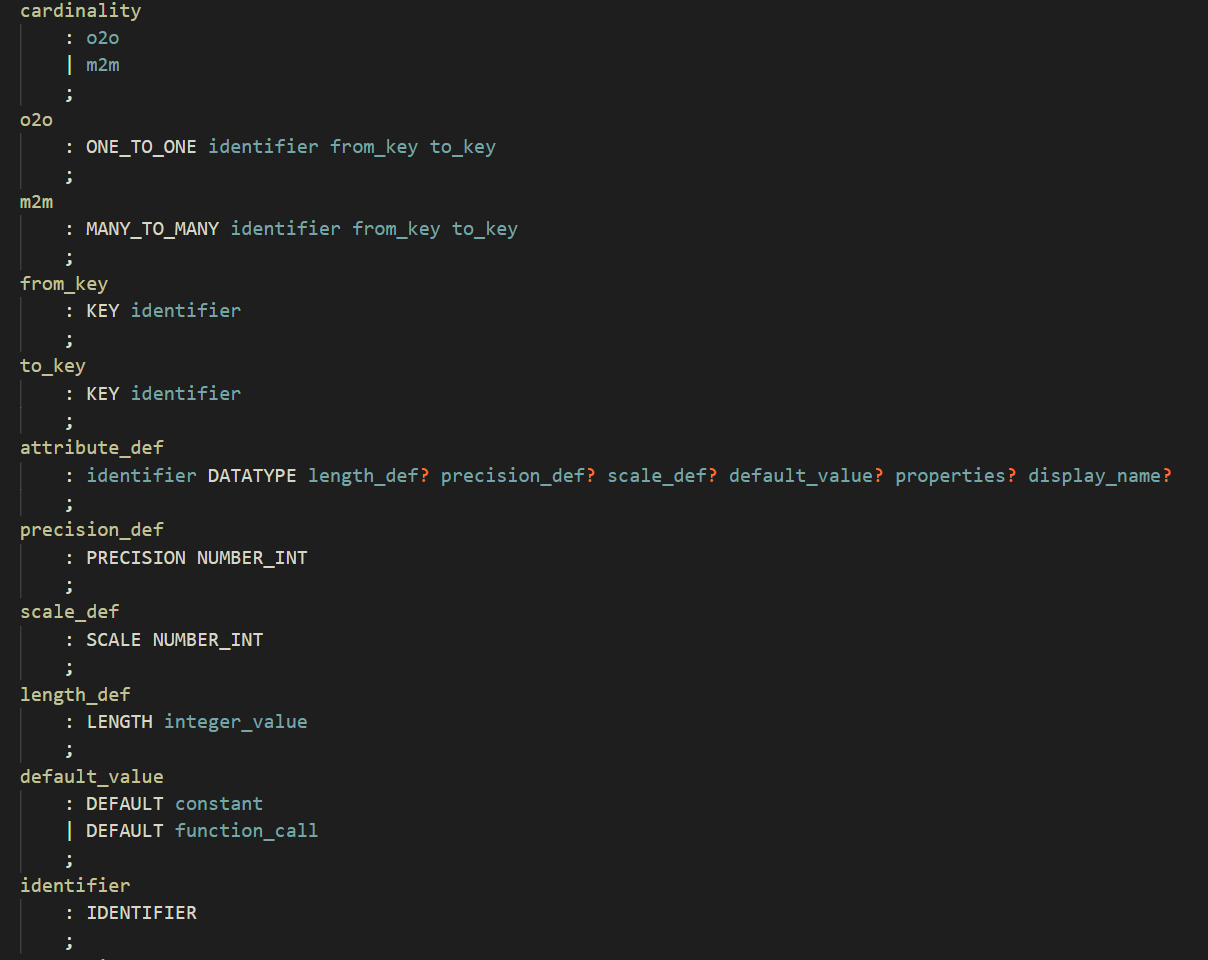 cardinality
    : o2o
    | m2m
    ;
o2o
    : ONE_TO_ONE identifier from_key to_key
    ;
m2m
    : MANY_TO_MANY identifier from_key to_key
    ;
from_key
    : KEY identifier
    ;
to_key
    : KEY identifier
    ;
attribute_def
    : identifier DATATYPE length_def? precision_def? scale_def? default_value? properties? display_name?
    ;
precision_def
    : PRECISION NUMBER_INT
    ;
scale_def
    : SCALE NUMBER_INT
    ;
length_def
    : LENGTH integer_value
    ;
default_value
    : DEFAULT constant
    | DEFAULT function_call
    ;
identifier
    : IDENTIFIER
    ;